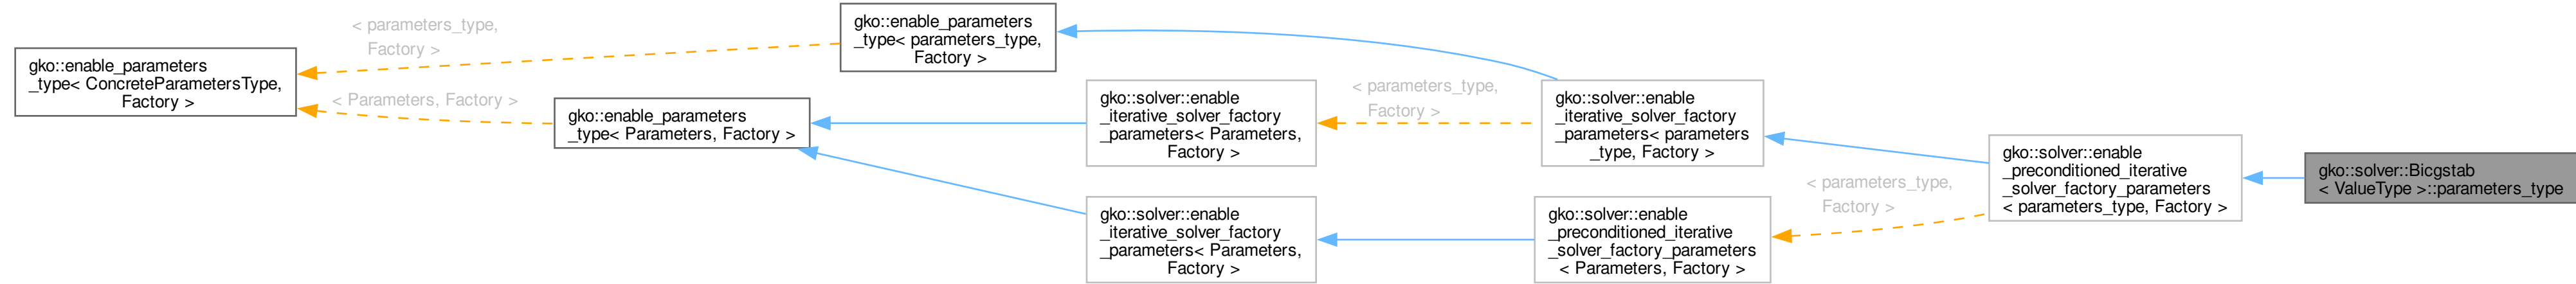 gko::enable_parameters
_type< ConcreteParametersType,
Factory >
< parameters_type,
Factory >
< Parameters, Factory >
gko::enable_parameters
_type< parameters_type,
Factory >
gko::enable_parameters
_type< Parameters, Factory >
gko::solver::enable
_iterative_solver_factory
_parameters< Parameters,
Factory >
gko::solver::enable
_iterative_solver_factory
_parameters< Parameters,
Factory >
< parameters_type,
Factory >
gko::solver::enable
_iterative_solver_factory
_parameters< parameters
_type, Factory >
gko::solver::enable
_preconditioned_iterative
_solver_factory_parameters
< Parameters, Factory >
< parameters_type,
Factory >
gko::solver::enable
_preconditioned_iterative
_solver_factory_parameters
< parameters_type, Factory >
gko::solver::Bicgstab
< ValueType >::parameters_type